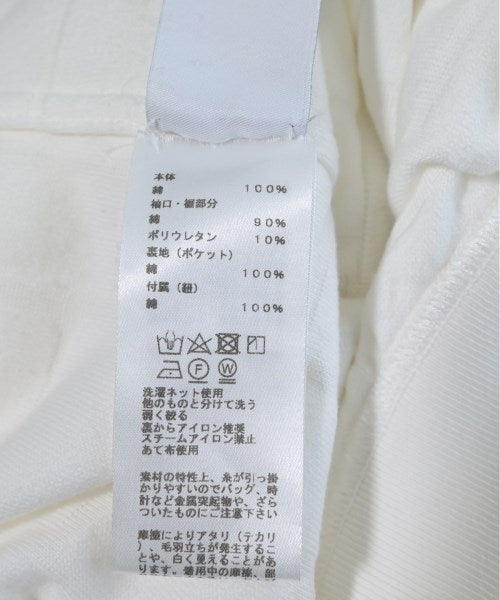 本体
綿 100%
袖口・裾部分
綿 90%
ポリウレタン 10%
裏地（ポケット）
綿 100%
付属（紐）
綿 100%
F W
洗濯ネット使用
他のものと分けて洗う
弱く絞る
裏からアイロン推奨
スチームアイロン禁止
あて布使用
素材の特性上、糸が引っ掛
かりやすいのでバッグ、時
計など金属突起物や、ざら
ついたものにご注意下さい
摩擦によりアタリ（テカリ
）、毛羽立ちが発生するこ
とや、白く見えることがあ
ります。着用中の摩擦、部